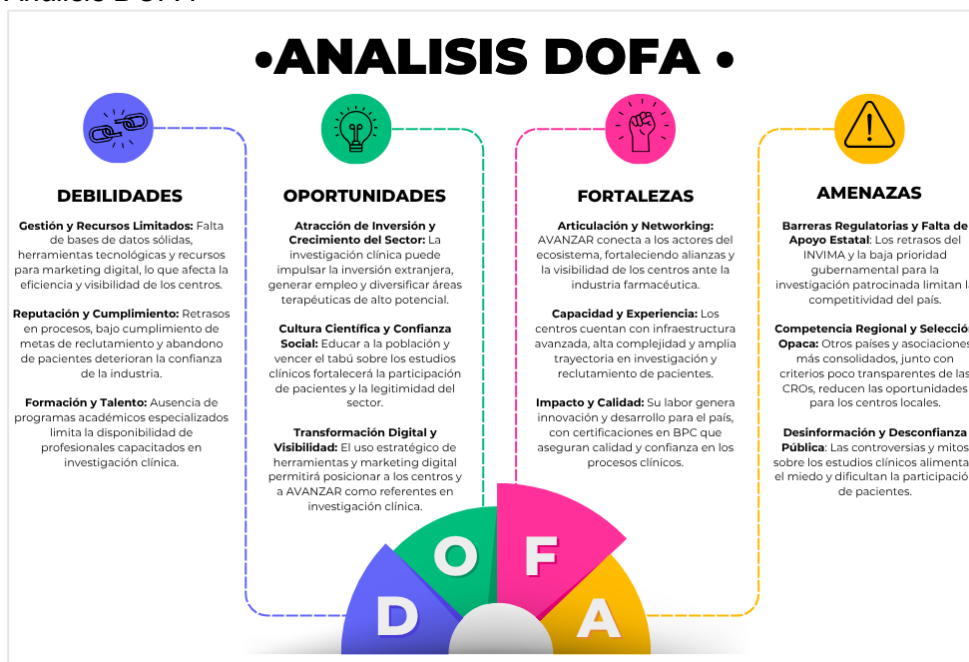 •ANALISIS DOFA •
DEBILIDADES
Gestión y Recursos Limitados: Falta
de bases de datos sólidas,
herramientas tecnológicas y recursos
para marketing digital, lo que afecta la
eficiencia y visibilidad de los centros.
Reputación y Cumplimiento: Retrasos
en procesos, bajo cumplimiento de
metas de reclutamiento y abandono
de pacientes deterioran la confianza
de la industria.
Formación y Talento: Ausencia de
programas académicos especializados
limita la disponibilidad de
profesionales capacitados en
investigación clínica.
OPORTUNIDADES
Atracción de Inversión y
Crecimiento del Sector: La
investigación clínica puede
impulsar la inversión extranjera,
generar empleo y diversificar áreas
terapéuticas de alto potencial.
Cultura Científica y Confianza
Social: Educar a la población y
vencer el tabú sobre los estudios
clínicos fortalecerá la participación
de pacientes y la legitimidad del
sector.
Transformación Digital y
Visibilidad: El uso estratégico de
herramientas y marketing digital
permitirá posicionar a los centros y
a AVANZAR como referentes en
investigación clínica.
FORTALEZAS
Articulación y Networking:
AVANZAR conecta a los actores del
ecosistema, fortaleciendo alianzas y
la visibilidad de los centros ante la
industria farmacéutica.
Capacidad y Experiencia: Los
centros cuentan con infraestructura
avanzada, alta complejidad y amplia
trayectoria en investigación y
reclutamiento de pacientes.
Impacto y Calidad: Su labor genera
innovación y desarrollo para el país,
con certificaciones en BPC que
aseguran calidad y confianza en los
procesos clínicos.
AMENAZAS
Barreras Regulatorias y Falta de
Apoyo Estatal: Los retrasos del
INVIMA y la baja prioridad
gubernamental para la
investigación patrocinada limitan la
competitividad del país.
Competencia Regional y Selección
Opaca: Otros países y asociaciones
más consolidados, junto con
criterios poco transparentes de las
CROs, reducen las oportunidades
para los centros locales.
Desinformación y Desconfianza
Pública: Las controversias y mitos
sobre los estudios clínicos alimentan
el miedo y dificultan la participación
de pacientes.
D
O
F
A